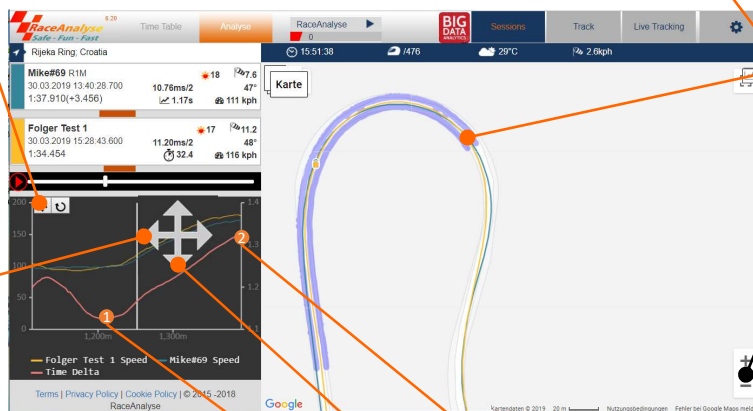 RaceAnalyse 6.20
Safe - Fun - Fast
Time Table
Analyse
RaceAnalyse
0
BIG
DATA
ANALYTICS
Sessions
Track
Live Tracking
Rijeka Ring; Croatia
15:51:38
/476
29°C
2.6kph
Mike#69 R1M
18
7.6
30.03.2019 13:40:28.700
10.76ms/2
47°
1:37.910(+3.456)
1.17s
111 kph
Folger Test 1
17
11.2
30.03.2019 15:28:43.600
11.20ms/2
48°
1:34.454
32.4
116 kph
Karte
200
1.4
150
1.3
2
100
50
1.2
1
0
1.1
1,200m
1,300m
Folger Test 1 Speed
Mike#69 Speed
Time Delta
Terms | Privacy Policy | Cookie Policy | © 2015 -2018
RaceAnalyse
Google
Kartendaten © 2019
20 m
Nutzungsbedingungen
Fehler bei Google Maps